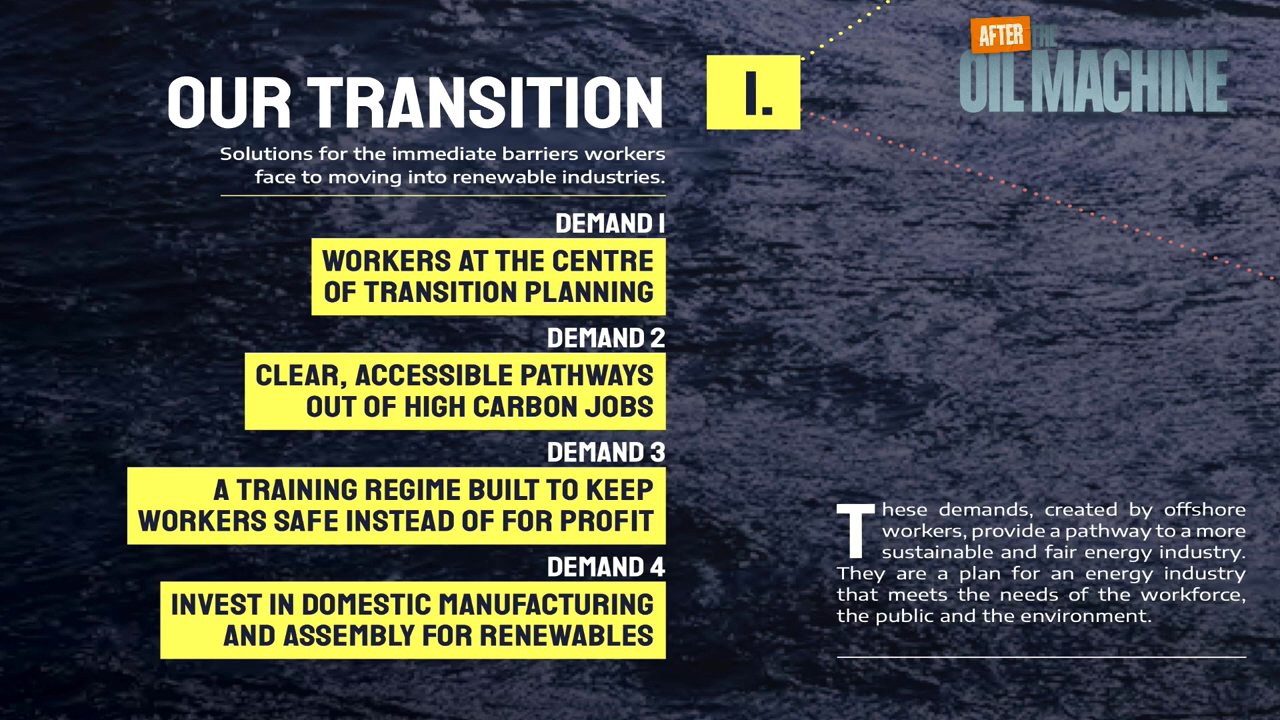 OUR TRANSITION
I.
Solutions for the immediate barriers workers
face to moving into renewable industries.
DEMAND 1
WORKERS AT THE CENTRE
OF TRANSITION PLANNING
DEMAND 2
CLEAR, ACCESSIBLE PATHWAYS
OUT OF HIGH CARBON JOBS
DEMAND 3
A TRAINING REGIME BUILT TO KEEP
WORKERS SAFE INSTEAD OF FOR PROFIT
DEMAND 4
INVEST IN DOMESTIC MANUFACTURING
AND ASSEMBLY FOR RENEWABLES
AFTER THE
OIL MACHINE
These demands, created by offshore
workers, provide a pathway to a more
sustainable and fair energy industry.
They are a plan for an energy industry
that meets the needs of the workforce,
the public and the environment.